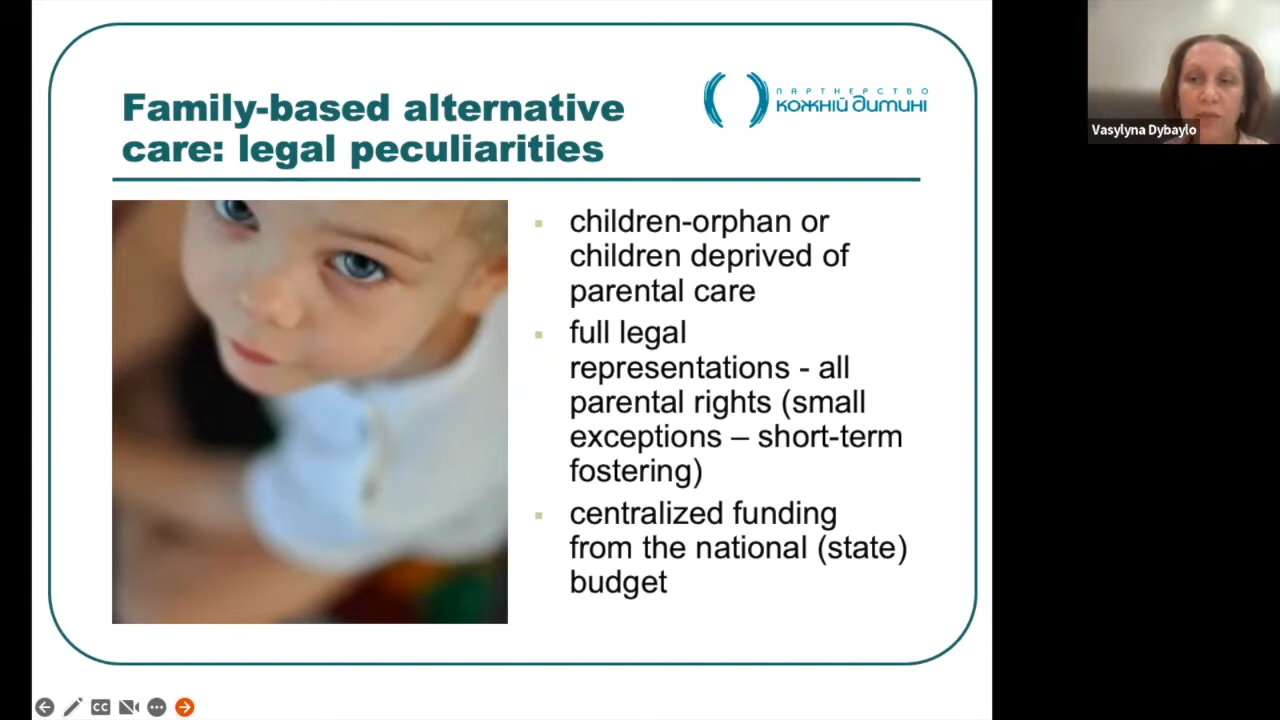 Family-based alternative
care: legal peculiarities
ПАРТНЕРСТВО
кожній дитині
children-orphan or
children deprived of
parental care
full legal
representations - all
parental rights (small
exceptions – short-term
fostering)
centralized funding
from the national (state)
budget
Vasylyna Dybaylo
CC